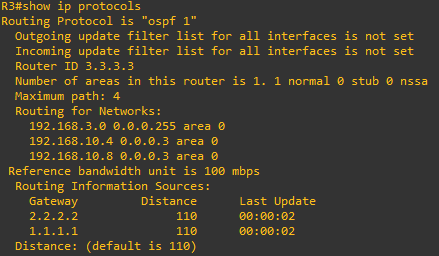 R3#show ip protocols
Routing Protocol is "ospf 1"
Outgoing update filter list for all interfaces is not set
Incoming update filter list for all interfaces is not set
Router ID 3.3.3.3
Number of areas in this router is 1. 1 normal 0 stub 0 nssa
Maximum path: 4
Routing for Networks:
192.168.3.0 0.0.0.255 area 0
192.168.10.4 0.0.0.3 area 0
192.168.10.8 0.0.0.3 area 0
Reference bandwidth unit is 100 mbps
Routing Information Sources:
Gateway Distance Last Update
2.2.2.2 110 00:00:02
1.1.1.1 110 00:00:02
Distance: (default is 110)